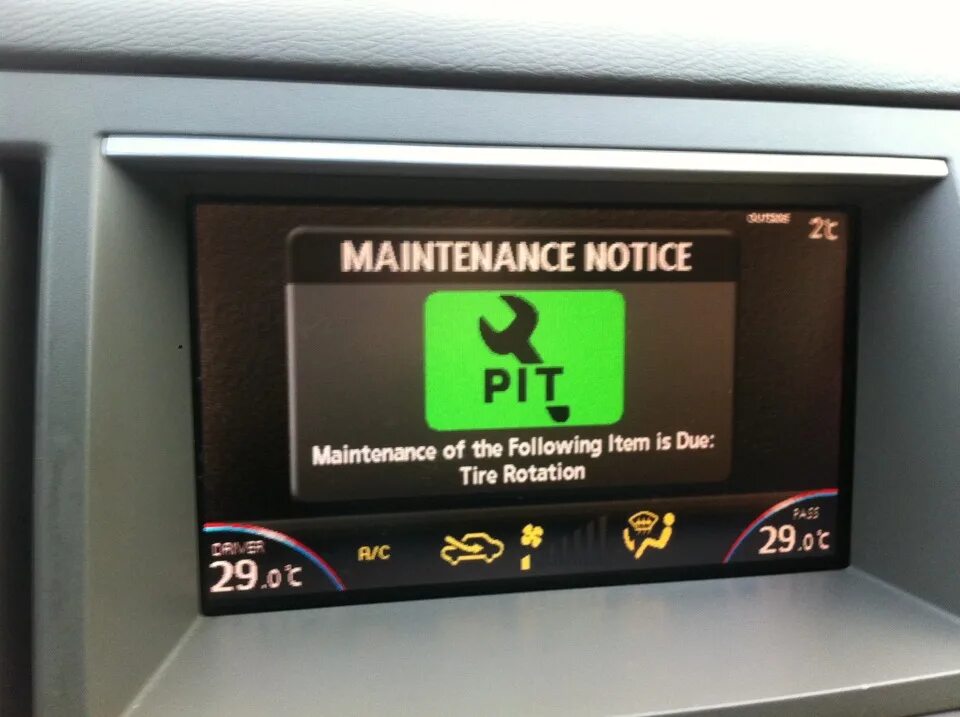 OUTSIDE
2°C
MAINTENANCE NOTICE
PIT
Maintenance of the Following Item is Due:
Tire Rotation
DRIVER
29.0°C
A/C
PASS
29.0°C